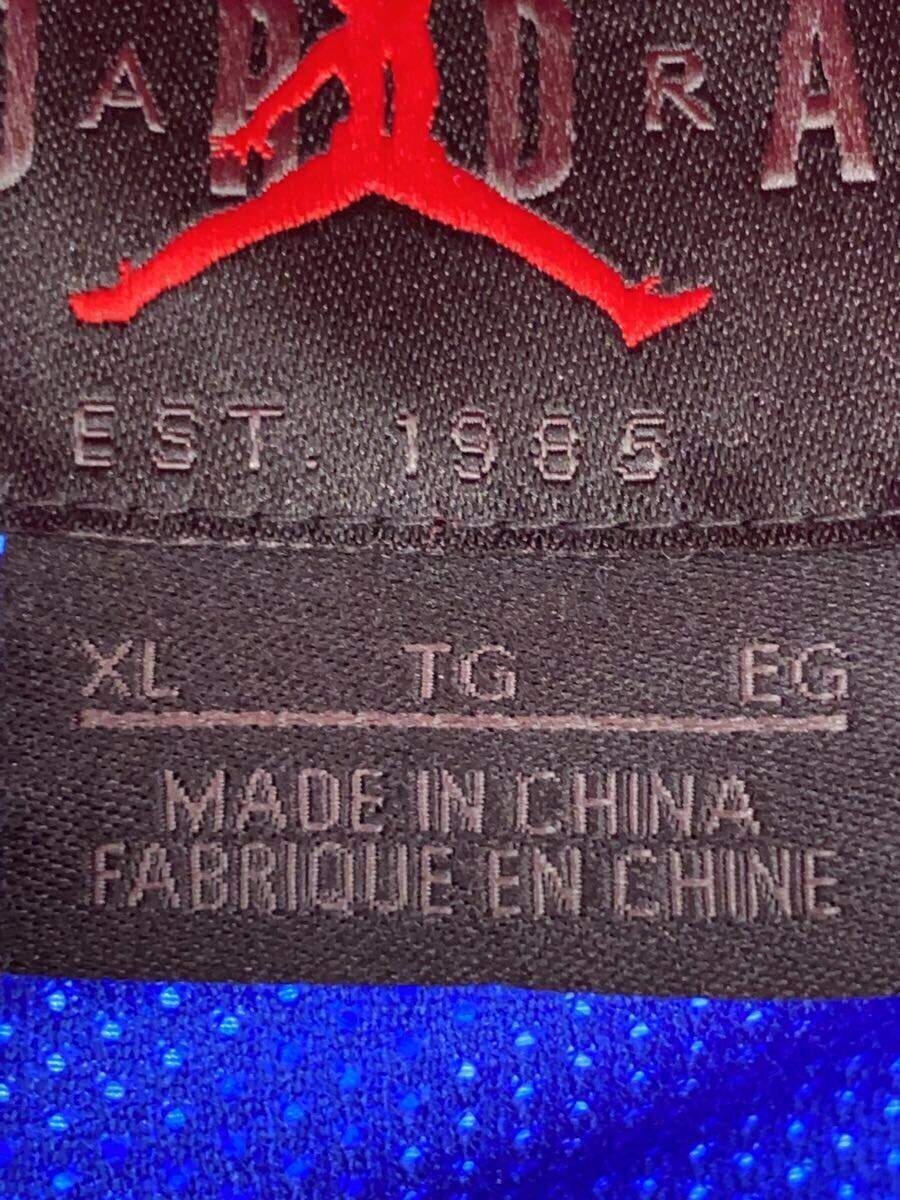 A R D R A
EST. 1985
XL TG EG
MADE IN CHINA
FABRIQUE EN CHINE